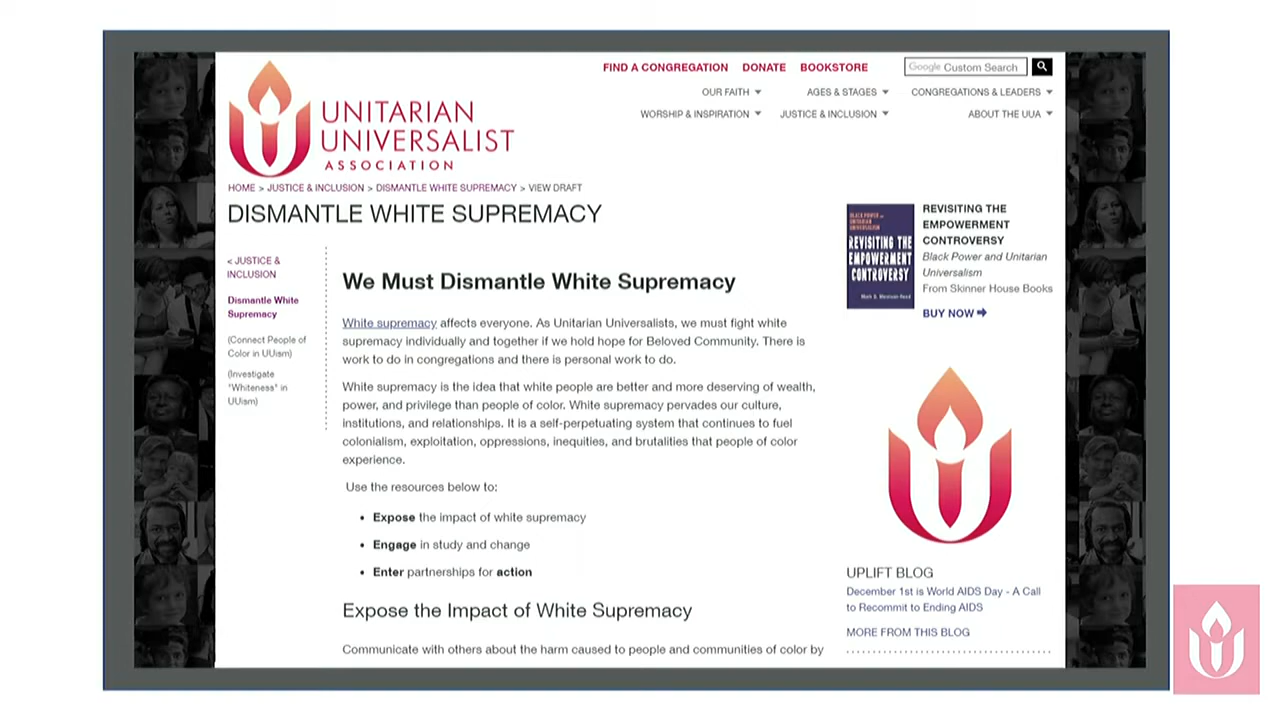 FIND A CONGREGATION DONATE BOOKSTORE
Google Custom Search
OUR FAITH AGES & STAGES CONGREGATIONS & LEADERS
WORSHIP & INSPIRATION JUSTICE & INCLUSION ABOUT THE UUA
UNITARIAN
UNIVERSALIST
ASSOCIATION
HOME > JUSTICE & INCLUSION > DISMANTLE WHITE SUPREMACY > VIEW DRAFT
DISMANTLE WHITE SUPREMACY
< JUSTICE &
INCLUSION
Dismantle White
Supremacy
(Connect People of
Color in UUism)
(Investigate
"Whiteness" in
UUism)
We Must Dismantle White Supremacy
White supremacy affects everyone. As Unitarian Universalists, we must fight white
supremacy individually and together if we hold hope for Beloved Community. There is
work to do in congregations and there is personal work to do.
White supremacy is the idea that white people are better and more deserving of wealth,
power, and privilege than people of color. White supremacy pervades our culture,
institutions, and relationships. It is a self-perpetuating system that continues to fuel
colonialism, exploitation, oppressions, inequities, and brutalities that people of color
experience.
Use the resources below to:
• Expose the impact of white supremacy
• Engage in study and change
• Enter partnerships for action
Expose the Impact of White Supremacy
Communicate with others about the harm caused to people and communities of color by
BLACK POWER
UNITARIAN
UNIVERSALISM
REVISITING THE
EMPOWERMENT
CONTROVERSY
REVISITING THE
EMPOWERMENT
CONTROVERSY
Black Power and Unitarian
Universalism
From Skinner House Books
BUY NOW
UPLIFT BLOG
December 1st is World AIDS Day - A Call
to Recommit to Ending AIDS
MORE FROM THIS BLOG